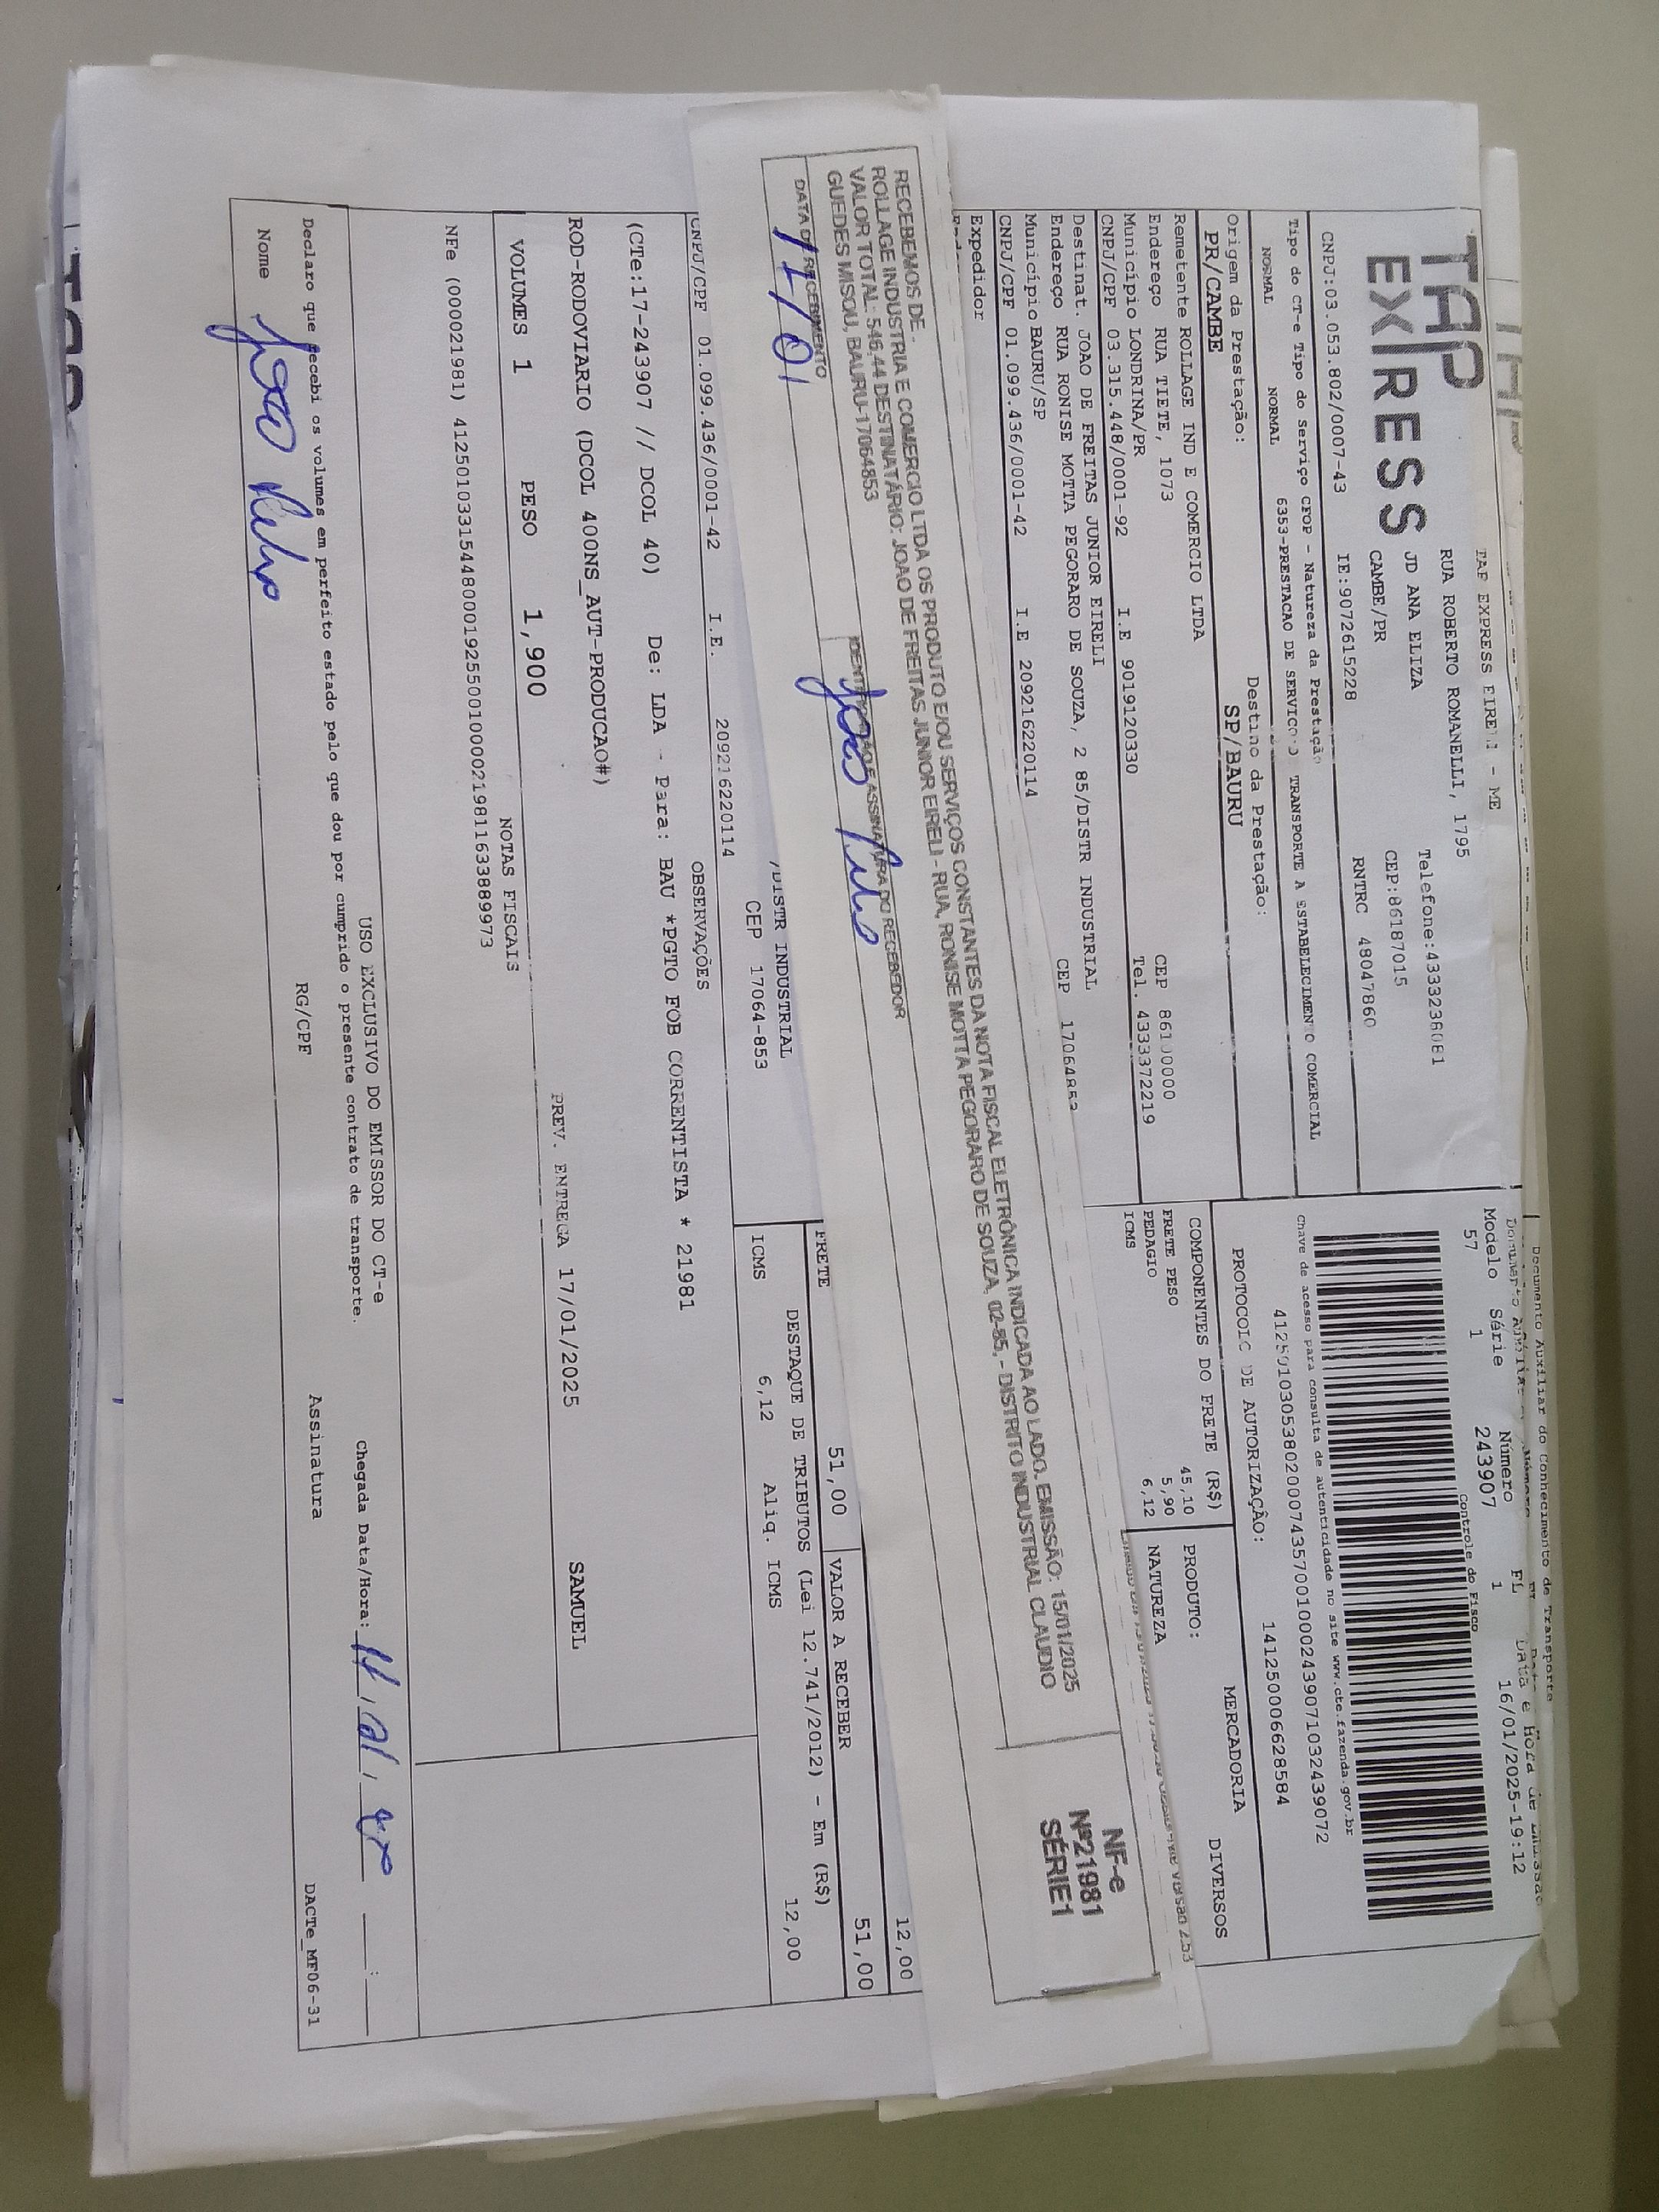 TAP
EXPRESS
TAP EXPRESS EIRELI - ME
RUA ROBERTO ROMANELLI, 1795
JD ANA ELIZA Telefone:4333236081
CAMBE/PR CEP:86187015
CNPJ:03.053.802/0007-43 IE:9072615228 RNTRC 48047860
Documento Auxiliar do Conhecimento de Transporte
Modelo Série Número FL Data e Hora de Emissão
57 1 243907 1 16/01/2025-19:12
Controle do Fisco
Tipo do CT-e Tipo do Serviço CFOP - Natureza da Prestação
NORMAL NORMAL 6353-PRESTACAO DE SERVICO D TRANSPORTE A ESTABELECIMENTO COMERCIAL
Chave de acesso para consulta de autenticidade no site www.cte.fazenda.gov.br
41250103053802000743570010002439071032439072
Origem da Prestação: Destino da Prestação:
PR/CAMBE SP/BAURU
PROTOCOLO DE AUTORIZAÇÃO: 141250006628584
Remetente ROLLAGE IND E COMERCIO LTDA
Endereço RUA TIETE, 1073 CEP 86100000
Município LONDRINA/PR Tel. 4333372219
CNPJ/CPF 03.315.448/0001-92 I.E 9019120330
COMPONENTES DO FRETE (R$)
FRETE PESO 45,10
PEDAGIO 5,90
ICMS 6,12
MERCADORIA
PRODUTO: DIVERSOS
NATUREZA
Destinat. JOAO DE FREITAS JUNIOR EIRELI
Endereço RUA RONISE MOTTA PEGORARO DE SOUZA, 2 85/DISTR INDUSTRIAL
Município BAURU/SP CEP 17064853
CNPJ/CPF 01.099.436/0001-42 I.E 209216220114
Expedidor
RECEBEMOS DE -
ROLLAGE INDUSTRIA E COMERCIO LTDA OS PRODUTO E/OU SERVIÇOS CONSTANTES DA NOTA FISCAL ELETRÔNICA INDICADA AO LADO. EMISSÃO: 15/01/2025
VALOR TOTAL: 546,44 DESTINATÁRIO: JOAO DE FREITAS JUNIOR EIRELI - RUA, RONISE MOTTA PEGORARO DE SOUZA, 02-85, - DISTRITO INDUSTRIAL CLAUDIO
GUEDES MISQU, BAURU-17064853
DATA DE RECEBIMENTO IDENTIFICAÇÃO E ASSINATURA DO RECEBEDOR
NF-e
Nº21981
SÉRIE1
/DISTR INDUSTRIAL
CEP 17064-853
CNPJ/CPF 01.099.436/0001-42 I.E. 209216220114
12,00
FRETE 51,00 VALOR A RECEBER 51,00
DESTAQUE DE TRIBUTOS (Lei 12.741/2012) - Em (R$)
ICMS 6,12 Aliq. ICMS 12,00
OBSERVAÇÕES
(CTe:17-243907 // DCOL 40) De: LDA - Para: BAU *PGTO FOB CORRENTISTA * 21981
ROD-RODOVIARIO (DCOL 400NS_AUT-PRODUCAO#)
VOLUMES 1 PESO 1,900 PREV. ENTREGA 17/01/2025 SAMUEL
NOTAS FISCAIS
NFe (000021981) 41250103315448000192550010000219811633889973
USO EXCLUSIVO DO EMISSOR DO CT-e
Declaro que recebi os volumes em perfeito estado pelo que dou por cumprido o presente contrato de transporte. Chegada Data/Hora:
Nome RG/CPF Assinatura
DACTe_MF06-31